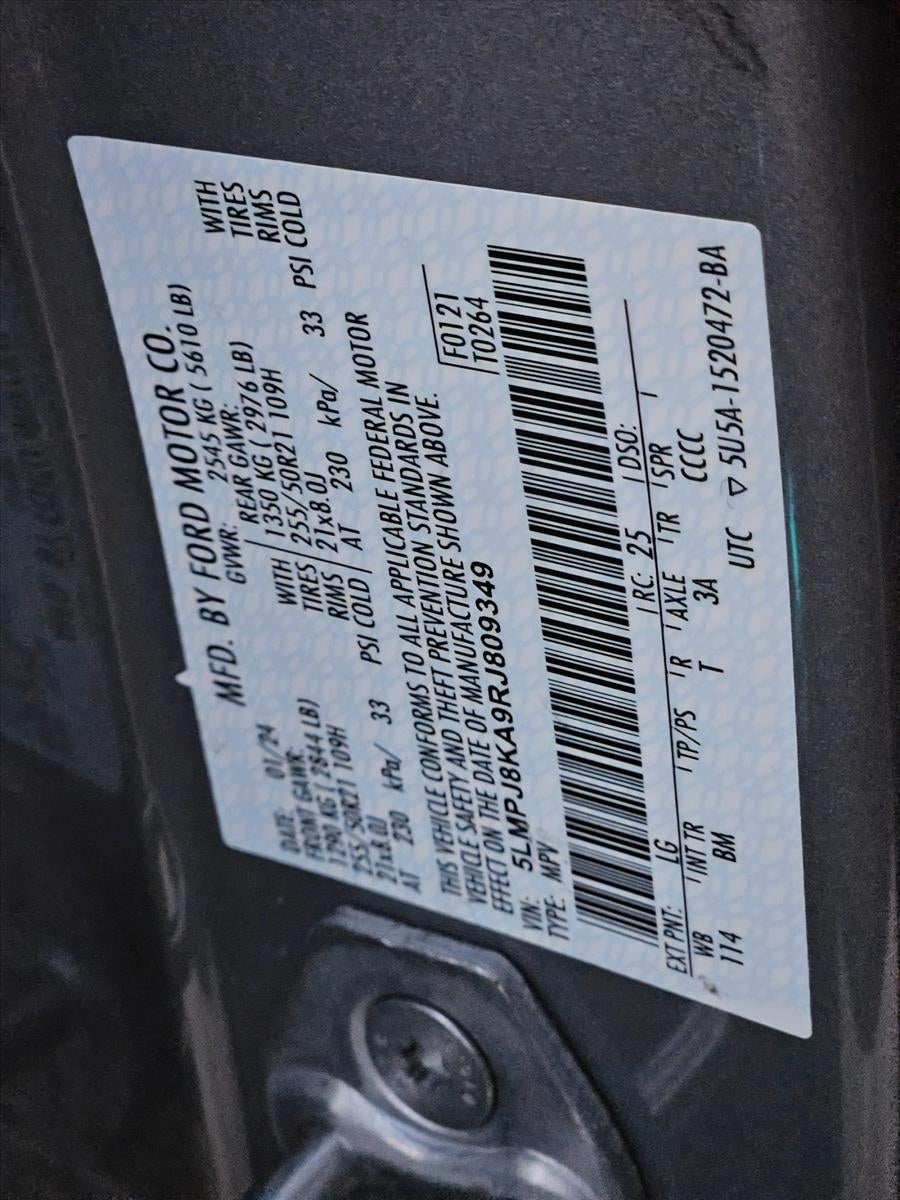 MFD. BY FORD MOTOR CO.
DATE: 01/24 GVWR: 2545 KG ( 5610 LB)
FRONT GAWR: REAR GAWR:
1290 KG ( 2844 LB) WITH 1350 KG ( 2976 LB) WITH
255/50R21 109H TIRES 255/50R21 109H TIRES
21x8.0J RIMS 21x8.0J RIMS
AT 230 kPa/ 33 PSI COLD AT 230 kPa/ 33 PSI COLD
THIS VEHICLE CONFORMS TO ALL APPLICABLE FEDERAL MOTOR
VEHICLE SAFETY AND THEFT PREVENTION STANDARDS IN
EFFECT ON THE DATE OF MANUFACTURE SHOWN ABOVE.
VIN: 5LMPJ8KA9RJ809349 F0121
TYPE: MPV T0264
EXT PNT: LG RC: 25 DSO:
WB INT TR TP/PS R AXLE TR SPR
114 BM T 3A CCCC
UTC ▽ 5U5A-1520472-BA